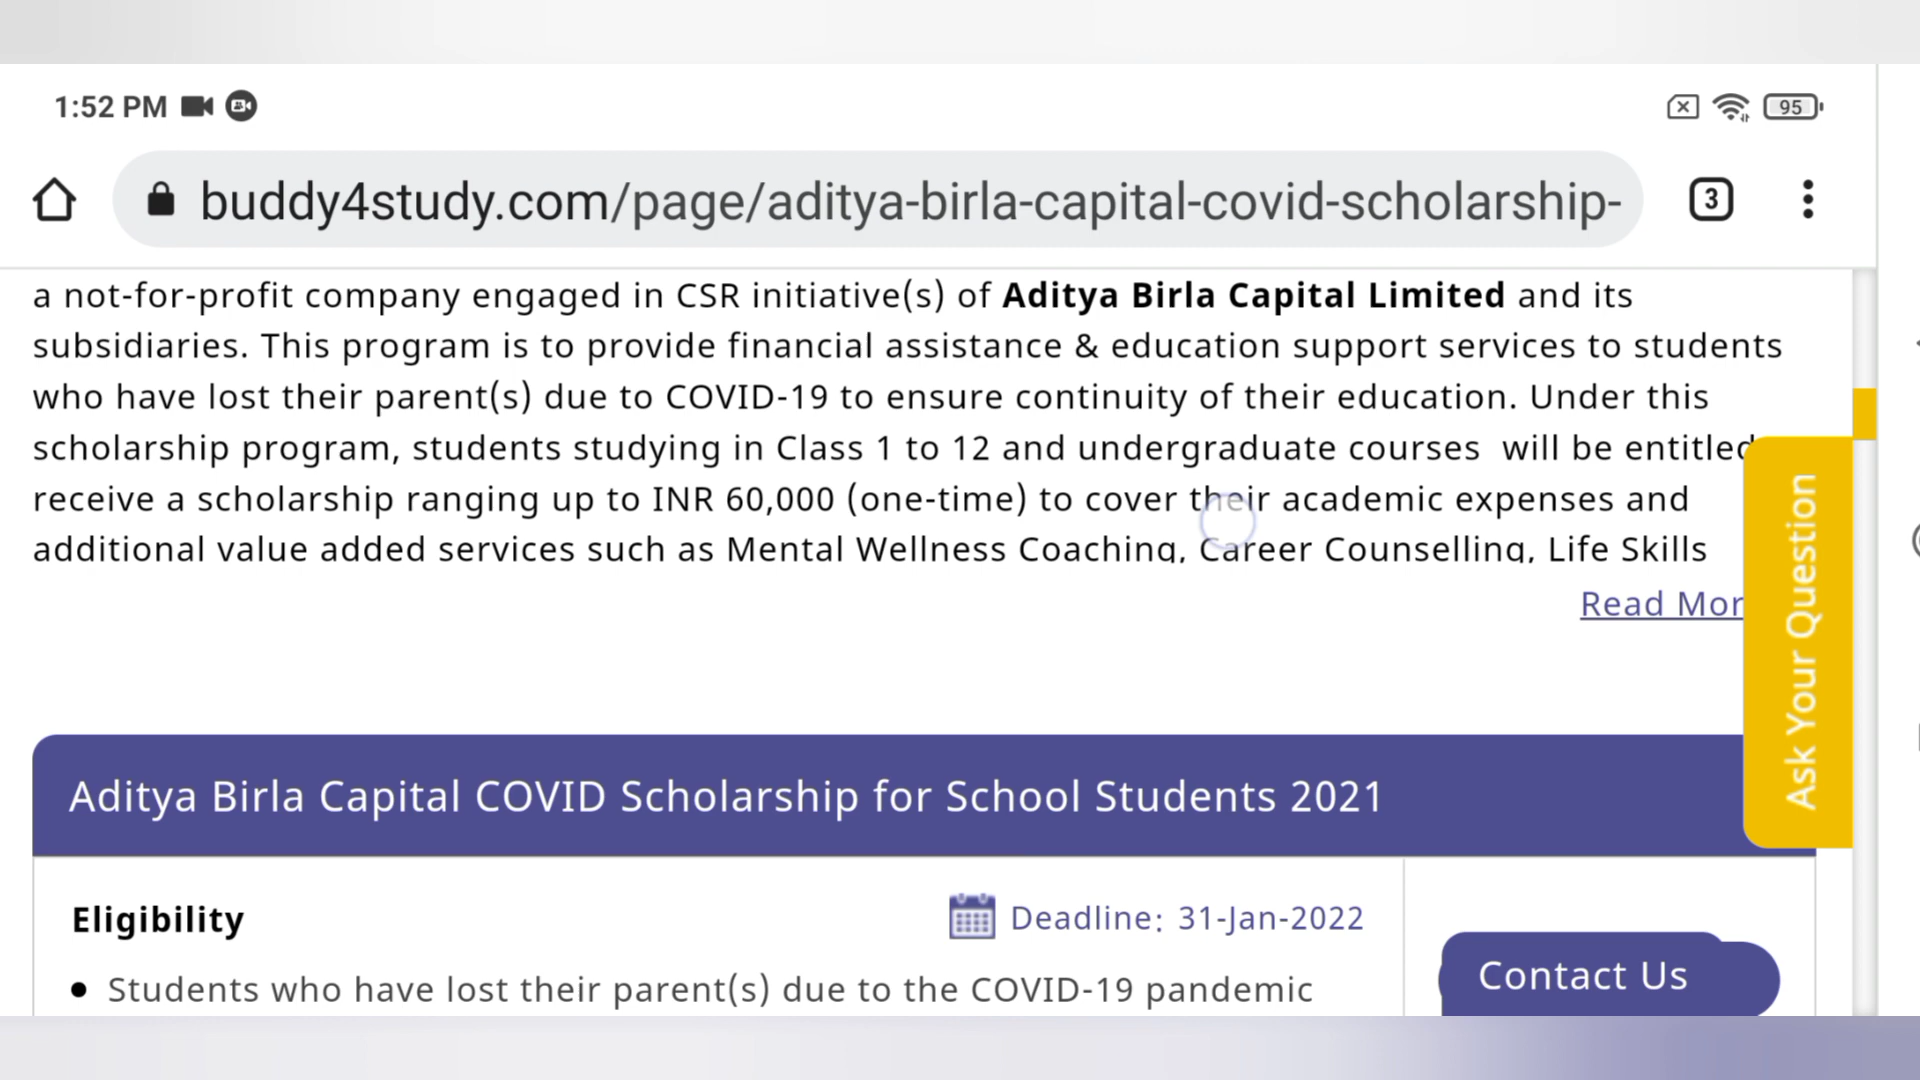 1:52 PM
95
buddy4study.com/page/aditya-birla-capital-covid-scholarship-
3
a not-for-profit company engaged in CSR initiative(s) of Aditya Birla Capital Limited and its
subsidiaries. This program is to provide financial assistance & education support services to students
who have lost their parent(s) due to COVID-19 to ensure continuity of their education. Under this
scholarship program, students studying in Class 1 to 12 and undergraduate courses will be entitled
receive a scholarship ranging up to INR 60,000 (one-time) to cover their academic expenses and
additional value added services such as Mental Wellness Coaching, Career Counselling, Life Skills
Read Mor
Ask Your Question
Aditya Birla Capital COVID Scholarship for School Students 2021
Eligibility
Deadline: 31-Jan-2022
Students who have lost their parent(s) due to the COVID-19 pandemic
Contact Us